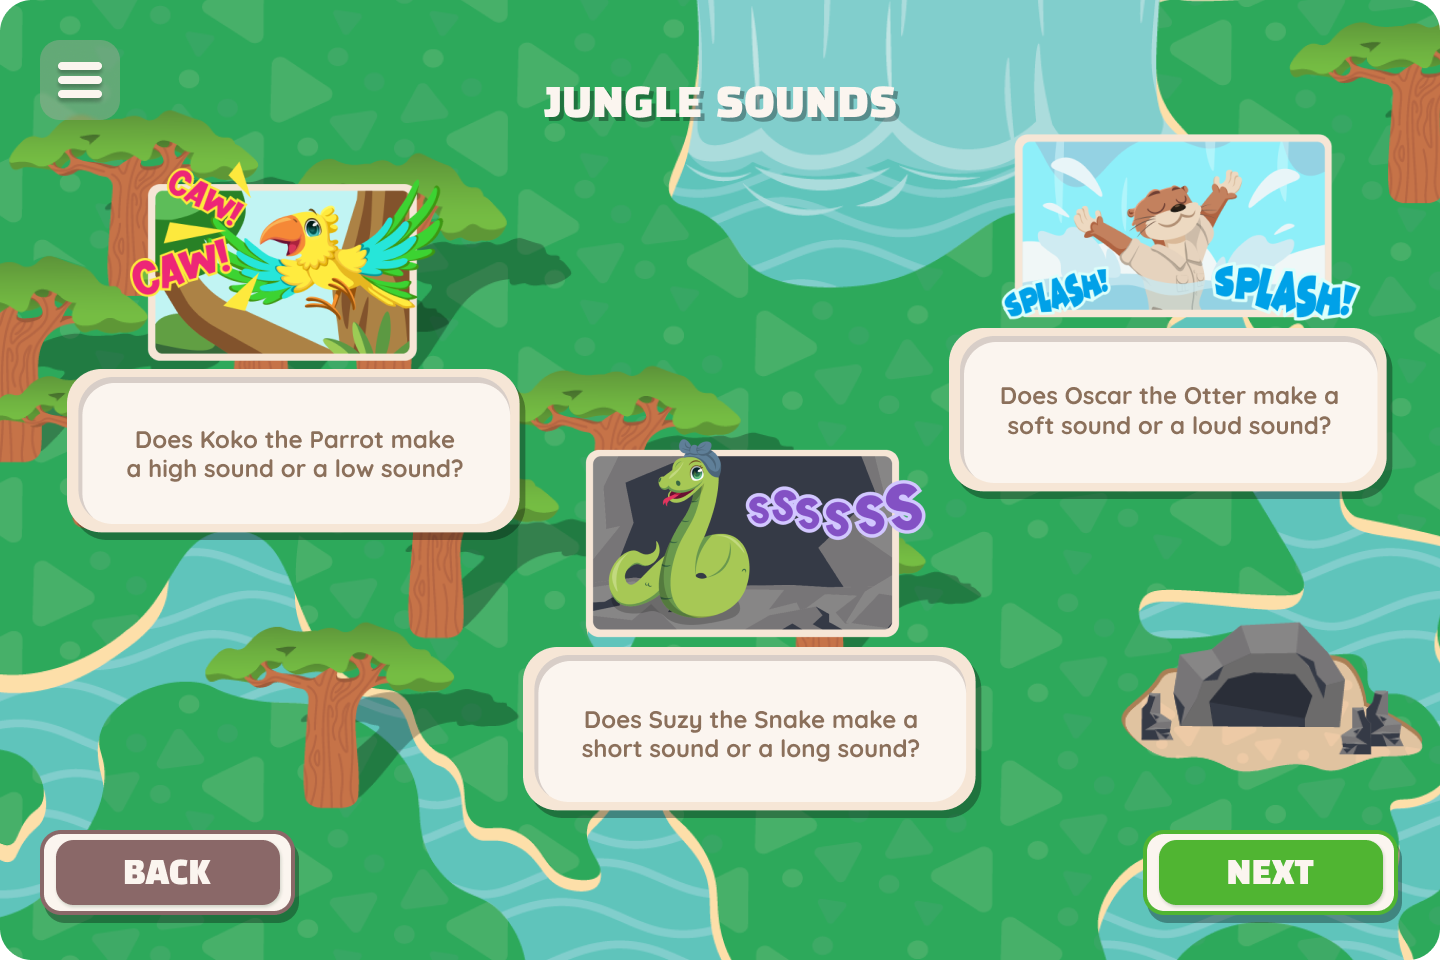 JUNGLE SOUNDS
CAW!
CAW!
SPLASH!
SPLASH!
Does Koko the Parrot make
a high sound or a low sound?
Does Oscar the Otter make a
soft sound or a loud sound?
ssssss
Does Suzy the Snake make a
short sound or a long sound?
BACK
NEXT